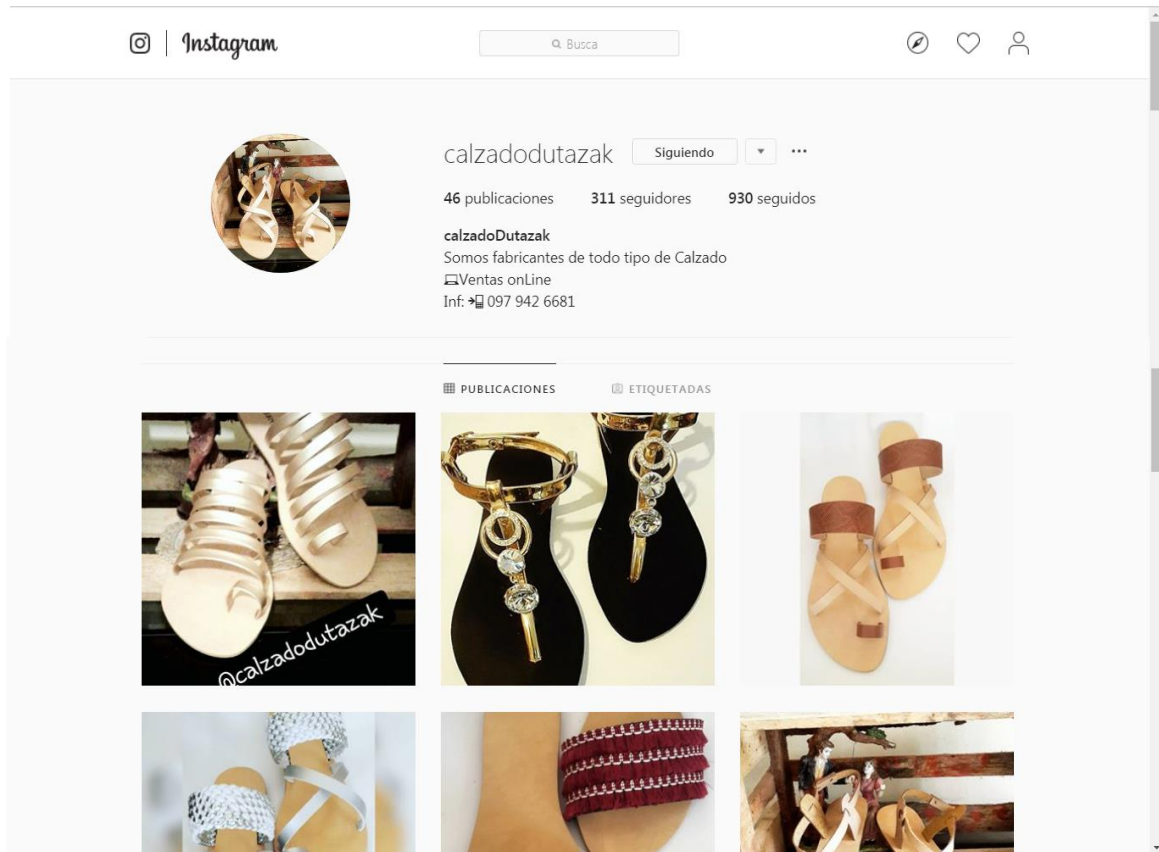 Instagram
Busca
calzadodutazak Siguiendo
46 publicaciones 311 seguidores 930 seguidos
calzadoDutazak
Somos fabricantes de todo tipo de Calzado
Ventas onLine
Inf: 097 942 6681
PUBLICACIONES ETIQUETADAS
@calzadodutazak